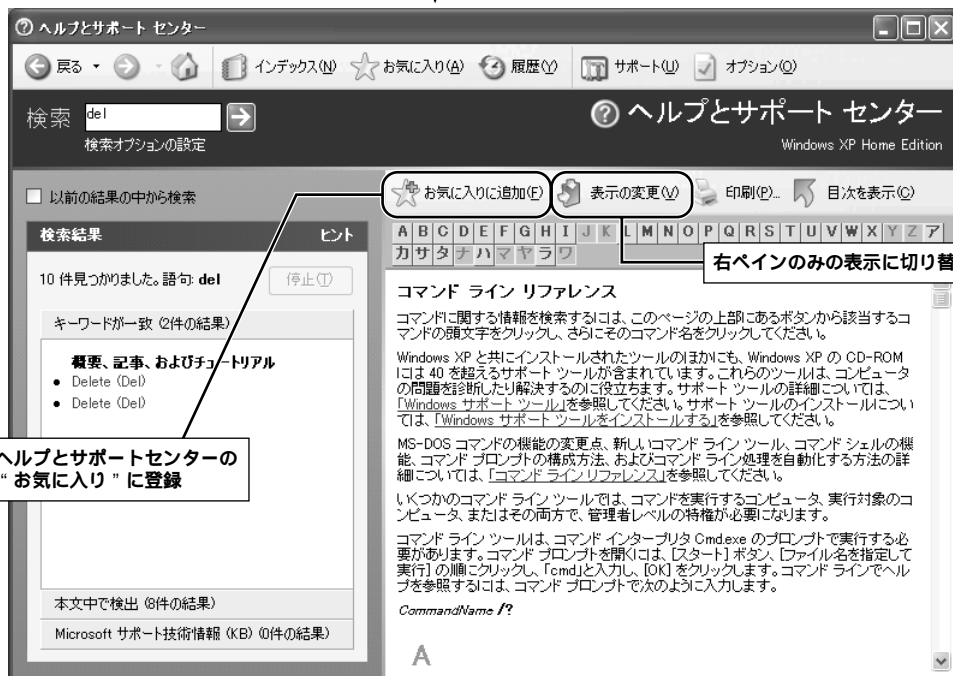 ヘルプとサポート センター
戻る
インデックス(N)
お気に入り(A)
履歴(Y)
サポート(U)
オプション(O)
検索
del
検索オプションの設定
ヘルプとサポート センター
Windows XP Home Edition
以前の結果の中から検索
検索結果
ヒント
10 件見つかりました。語句: del
停止(T)
キーワードが一致 (2件の結果)
概要、記事、およびチュートリアル
Delete (Del)
Delete (Del)
ヘルプとサポートセンターの
“お気に入り”に登録
本文中で検出 (8件の結果)
Microsoft サポート技術情報 (KB) (0件の結果)
お気に入りに追加(F)
表示の変更(V)
印刷(P)...
目次を表示(C)
A B C D E F G H I J K L M N O P Q R S T U V W X Y Z ア
カ サ タ ナ ハ マ ヤ ラ ワ
右ペインのみの表示に切り替
コマンド ライン リファレンス
コマンドに関する情報を検索するには、このページの上部にあるボタンから該当するコ
マンドの頭文字をクリックし、さらにそのコマンド名をクリックしてください。
Windows XP と共にインストールされたツールのほかにも、Windows XP の CD-ROM
には 40 を超えるサポート ツールが含まれています。これらのツールは、コンピュータ
の問題を診断したり解決するのに役立ちます。サポート ツールの詳細については、
「Windows サポート ツール」を参照してください。サポート ツールのインストールについ
ては、「Windows サポート ツールをインストールする」を参照してください。
MS-DOS コマンドの機能の変更点、新しいコマンド ライン ツール、コマンド シェルの機
能、コマンド プロンプトの構成方法、およびコマンド ライン処理を自動化する方法の詳
細については、「コマンド ライン リファレンス」を参照してください。
いくつかのコマンド ライン ツールでは、コマンドを実行するコンピュータ、実行対象のコ
ンピュータ、またはその両方で、管理者レベルの特権が必要になります。
コマンド ライン ツールは、コマンド インタープリタ Cmd.exe のプロンプトで実行する必
要があります。コマンド プロンプトを開くには、[スタート] ボタン、[ファイル名を指定して
実行] の順にクリックし、「cmd」と入力し、[OK] をクリックします。コマンド ラインでヘル
プを参照するには、コマンド プロンプトで次のように入力します。
CommandName /?
A